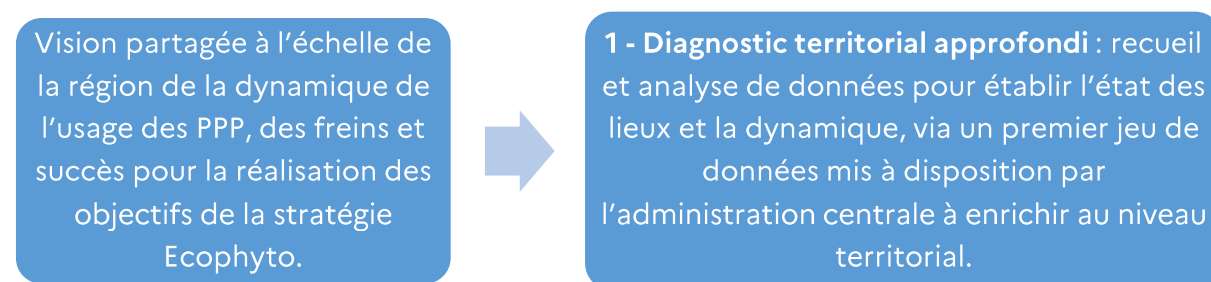 Vision partagée à l’échelle de
la région de la dynamique de
l’usage des PPP, des freins et
succès pour la réalisation des
objectifs de la stratégie
Ecophyto.
1 - Diagnostic territorial approfondi : recueil
et analyse de données pour établir l’état des
lieux et la dynamique, via un premier jeu de
données mis à disposition par
l’administration centrale à enrichir au niveau
territorial.